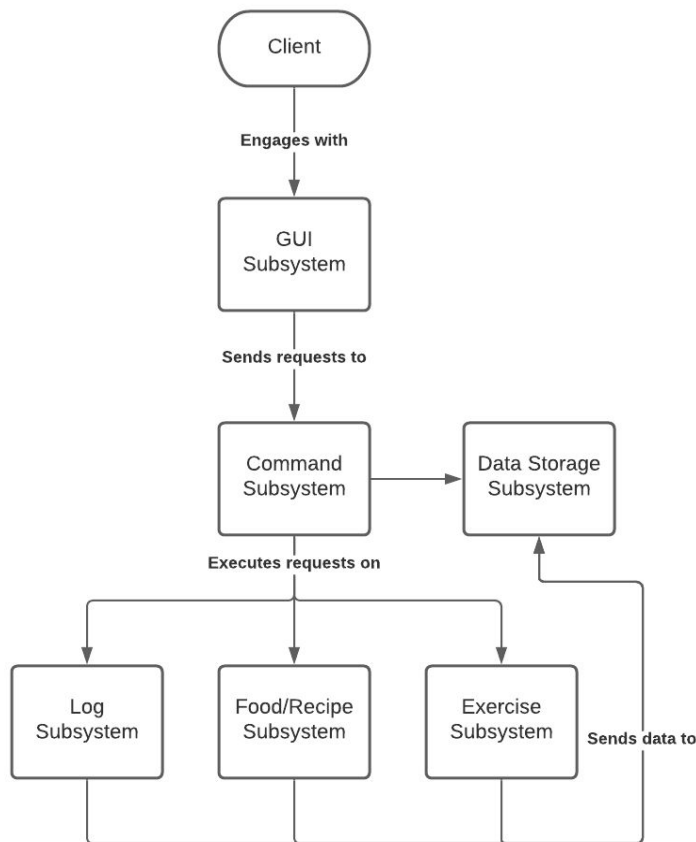 Client
Engages with
GUI
Subsystem
Sends requests to
Command
Subsystem
Data Storage
Subsystem
Executes requests on
Log
Subsystem
Food/Recipe
Subsystem
Exercise
Subsystem
Sends data to